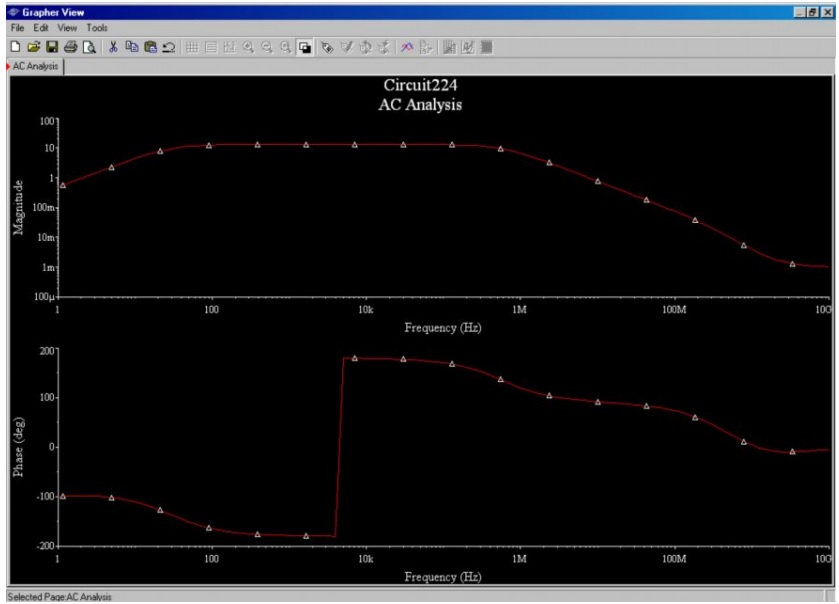 Grapher View
File Edit View Tools
AC Analysis
Circuit224
AC Analysis
Magnitude
100
10
1
100m
10m
1m
100µ
1 100 10k 1M 100M 10G
Frequency (Hz)
Phase (deg)
200
100
0
-100
-200
1 100 10k 1M 100M 10G
Frequency (Hz)
Selected Page:AC Analysis